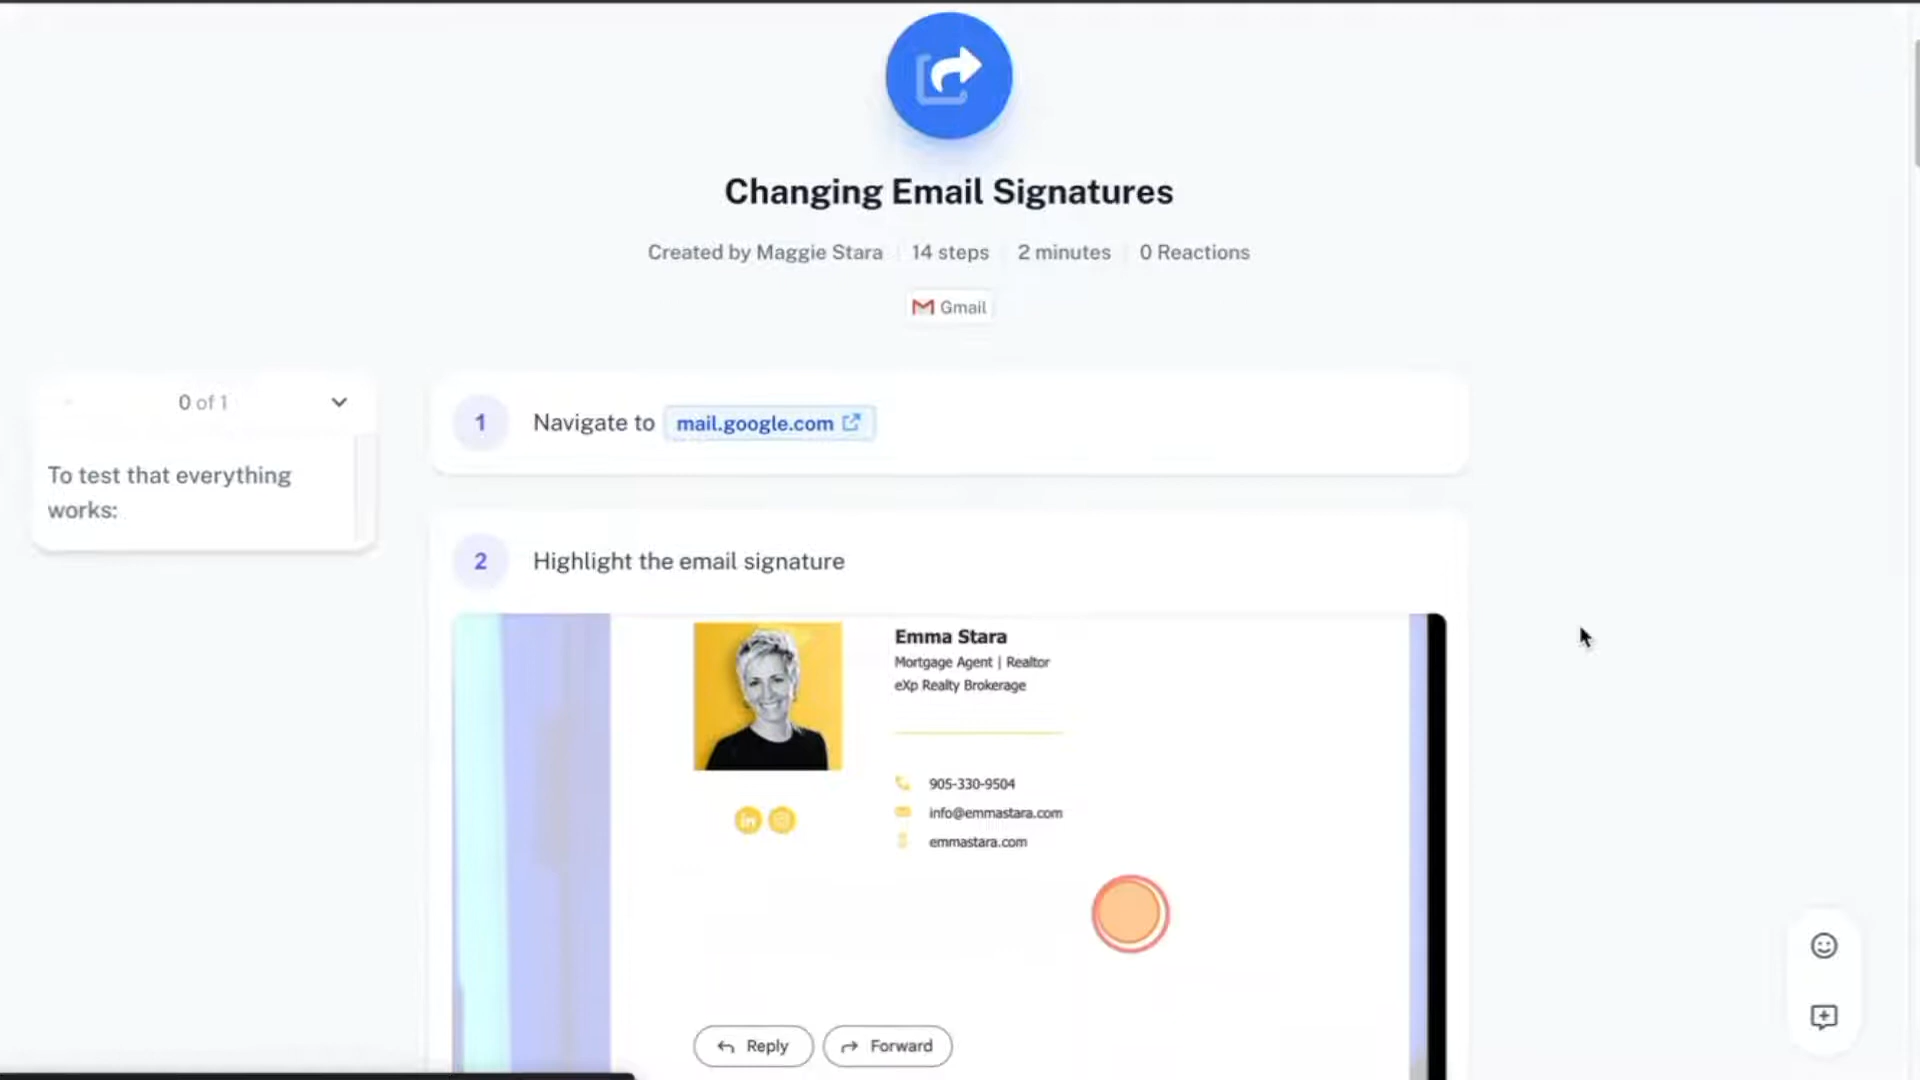 Changing Email Signatures
Created by Maggie Stara 14 steps 2 minutes 0 Reactions
Gmail
0 of 1
To test that everything
works:
1 Navigate to mail.google.com
2 Highlight the email signature
Emma Stara
Mortgage Agent | Realtor
eXp Realty Brokerage
905-330-9504
info@emmastara.com
emmastara.com
in
Reply Forward